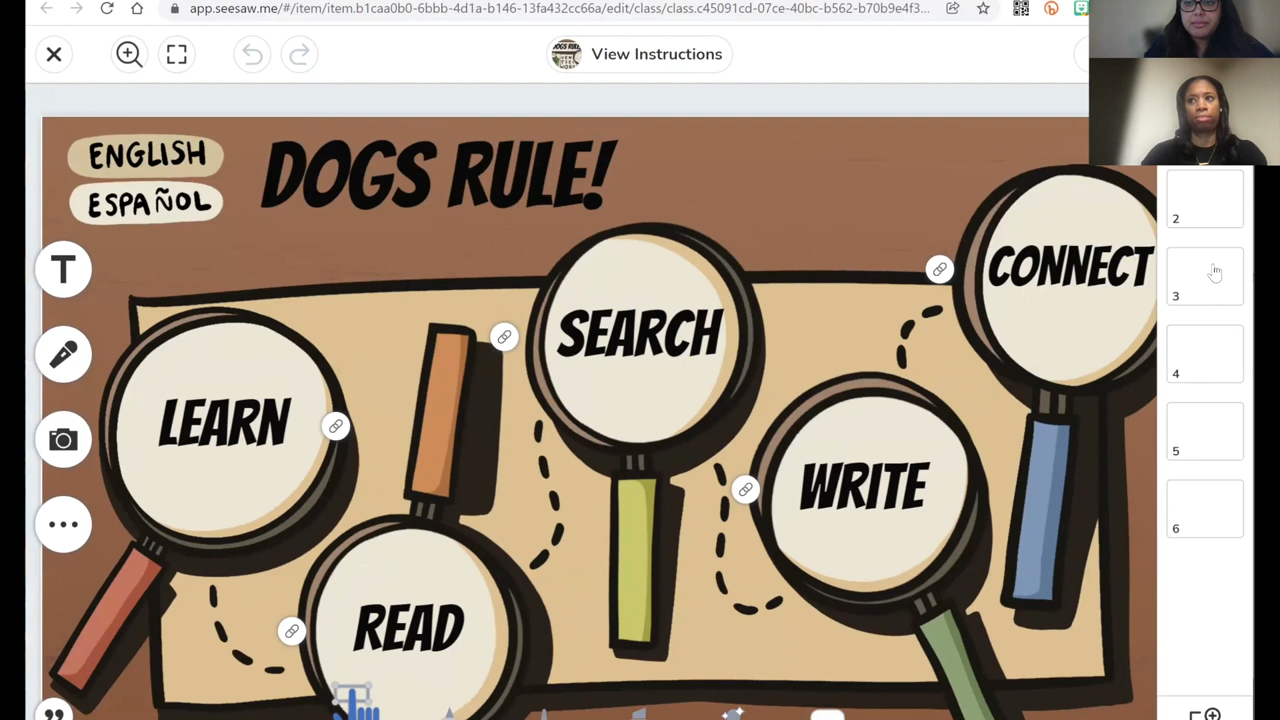 app.seesaw.me/#/item/item.b1caa0b0-6bbb-4d1a-b146-13fa432cc66a/edit/class/class.c45091cd-07ce-40bc-b562-b70b9e4f3...
View Instructions
ENGLISH
ESPAÑOL
DOGS RULE!
CONNECT
SEARCH
LEARN
WRITE
READ
T
2
3
4
5
6